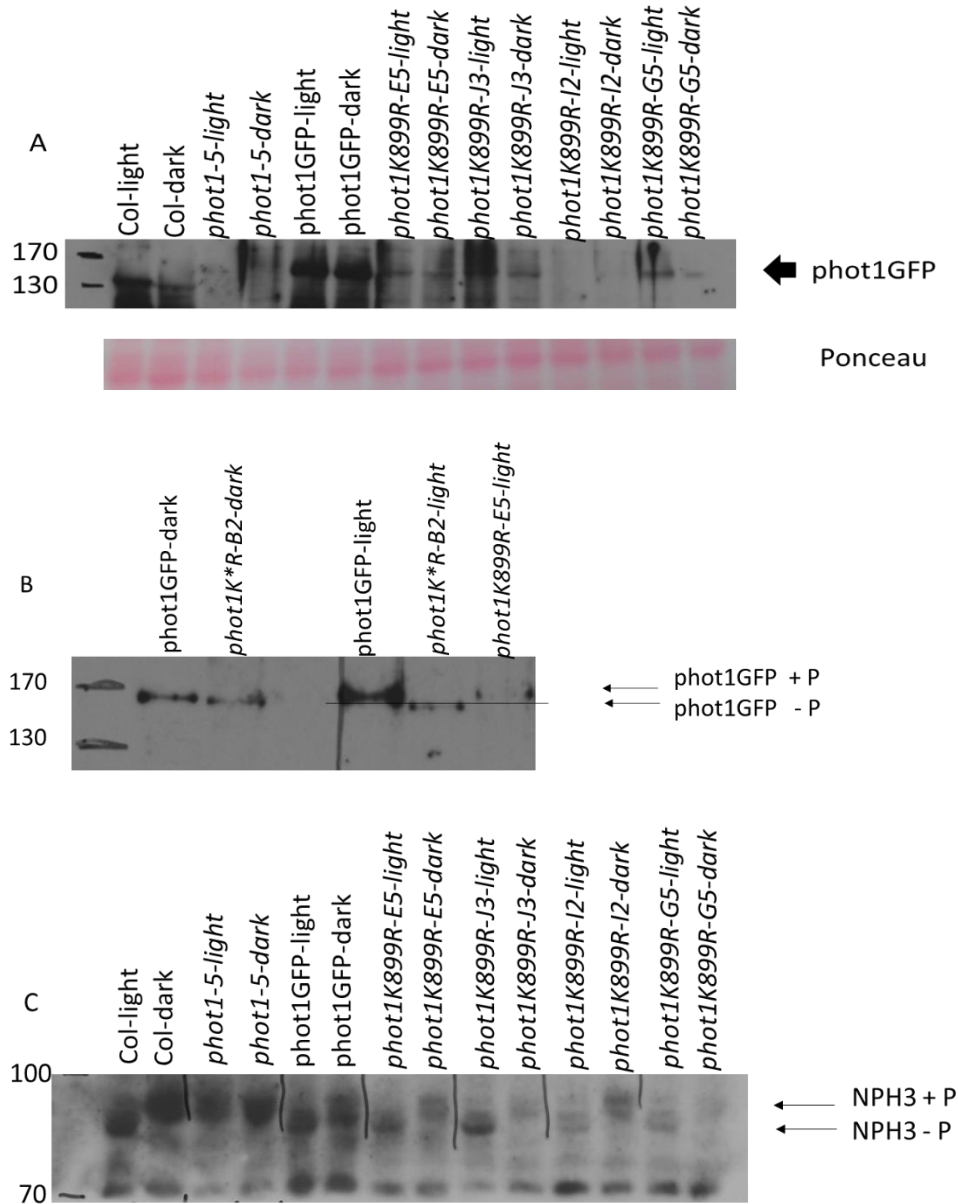 A
Col-light
Col-dark
phot1-5-light
phot1-5-dark
phot1GFP-light
phot1GFP-dark
phot1K899R-E5-light
phot1K899R-E5-dark
phot1K899R-J3-light
phot1K899R-J3-dark
phot1K899R-I2-light
phot1K899R-I2-dark
phot1K899R-G5-light
phot1K899R-G5-dark
170
130
phot1GFP
Ponceau
B
phot1GFP-dark
phot1K*R-B2-dark
phot1GFP-light
phot1K*R-B2-light
phot1K899R-E5-light
170
130
phot1GFP + P
phot1GFP - P
C
Col-light
Col-dark
phot1-5-light
phot1-5-dark
phot1GFP-light
phot1GFP-dark
phot1K899R-E5-light
phot1K899R-E5-dark
phot1K899R-J3-light
phot1K899R-J3-dark
phot1K899R-I2-light
phot1K899R-I2-dark
phot1K899R-G5-light
phot1K899R-G5-dark
100
70
NPH3 + P
NPH3 - P